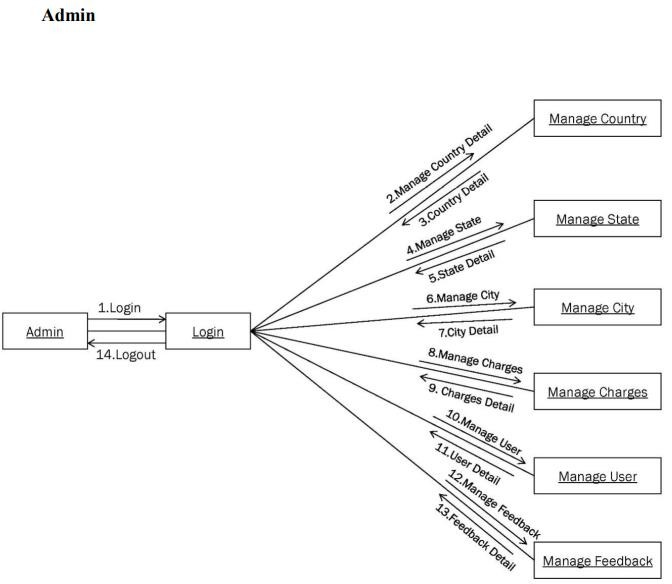 Admin
Manage Country
2.Manage Country Detail
3.Country Detail
4.Manage State
Manage State
5.State Detail
6.Manage City
Manage City
7.City Detail
1.Login
Admin
Login
14.Logout
8.Manage Charges
9. Charges Detail
Manage Charges
10.Manage User
11.User Detail
Manage User
12.Manage Feedback
13.Feedback Detail
Manage Feedback